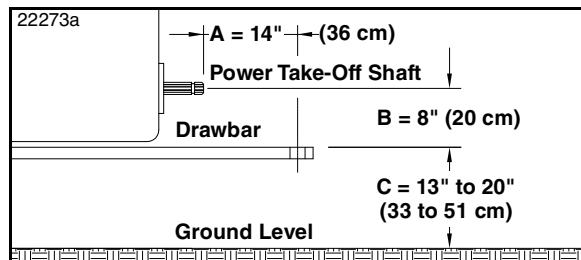 22273a
A = 14" (36 cm)
Power Take-Off Shaft
B = 8" (20 cm)
Drawbar
C = 13" to 20"
(33 to 51 cm)
Ground Level